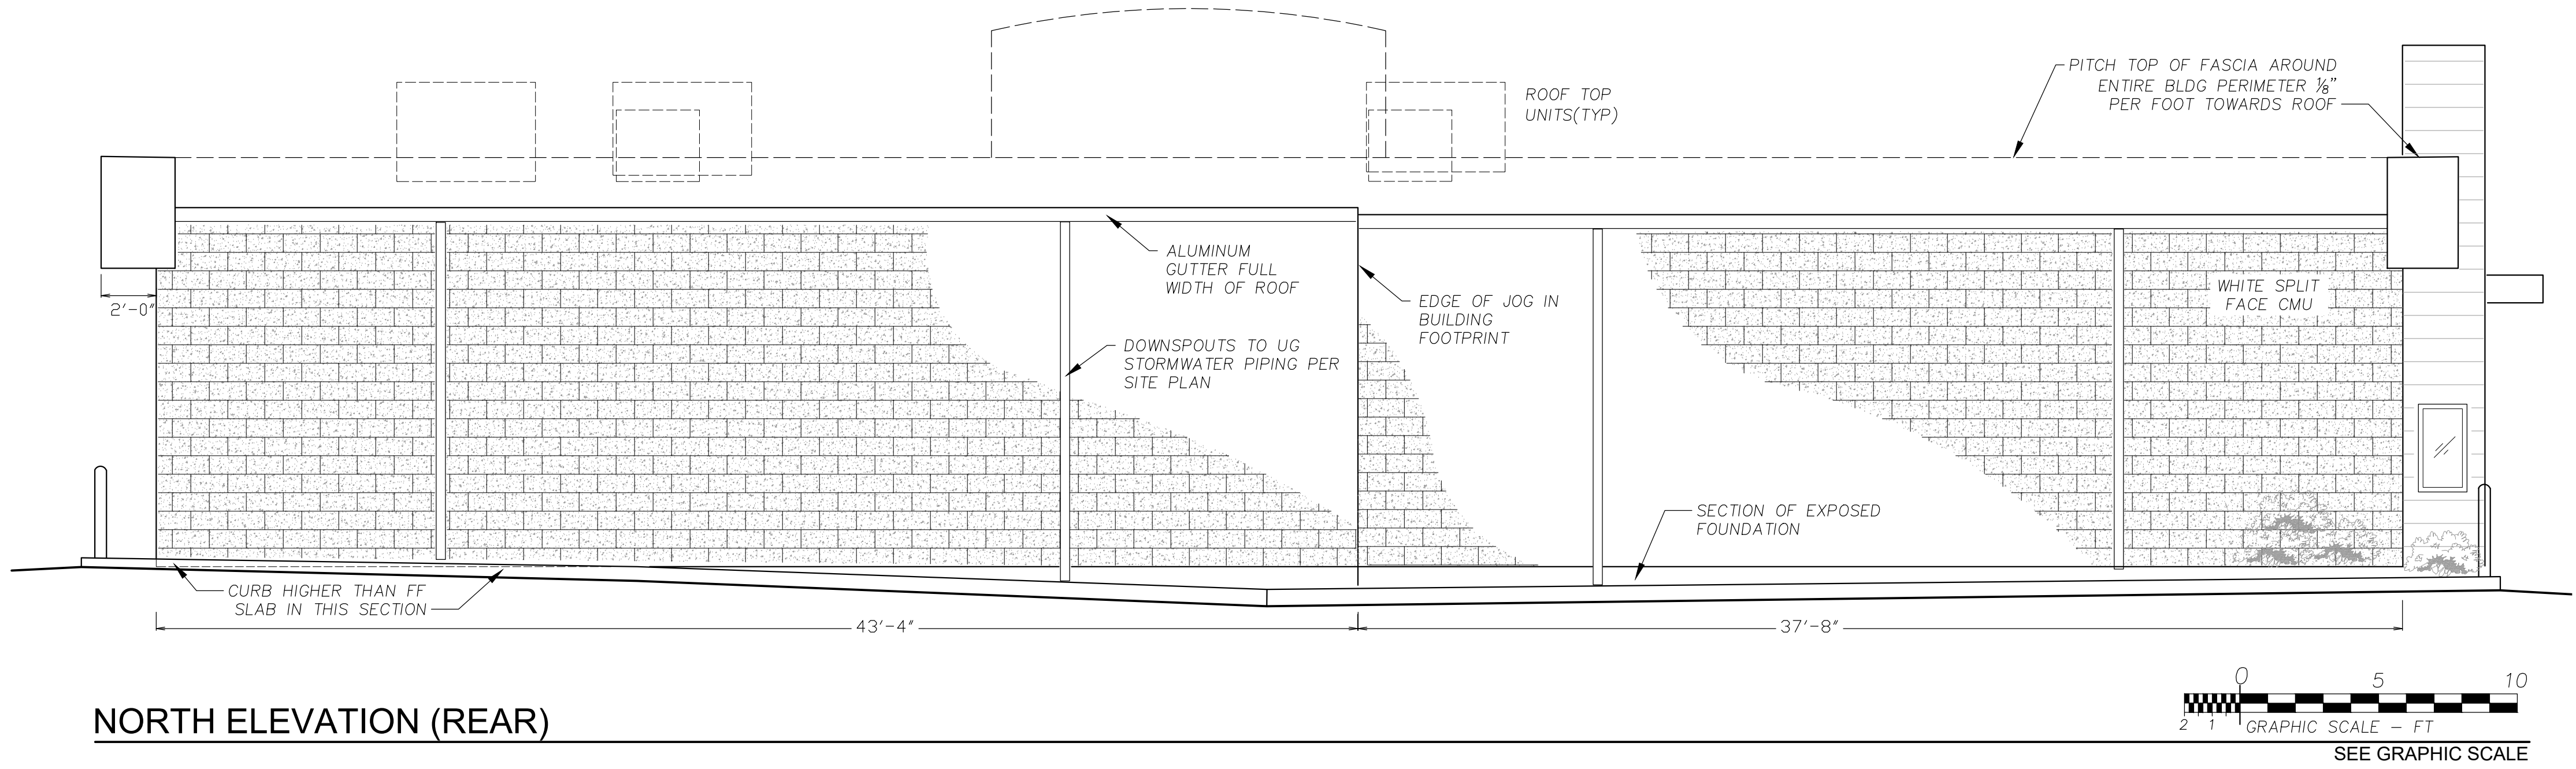 PITCH TOP OF FASCIA AROUND
ENTIRE BLDG PERIMETER ⅛"
PER FOOT TOWARDS ROOF
ROOF TOP
UNITS(TYP)
ALUMINUM
GUTTER FULL
WIDTH OF ROOF
EDGE OF JOG IN
BUILDING
FOOTPRINT
WHITE SPLIT
FACE CMU
2'-0"
DOWNSPOUTS TO UG
STORMWATER PIPING PER
SITE PLAN
SECTION OF EXPOSED
FOUNDATION
CURB HIGHER THAN FF
SLAB IN THIS SECTION
43'-4"
37'-8"
0 5 10
2 1 GRAPHIC SCALE - FT
NORTH ELEVATION (REAR)
SEE GRAPHIC SCALE